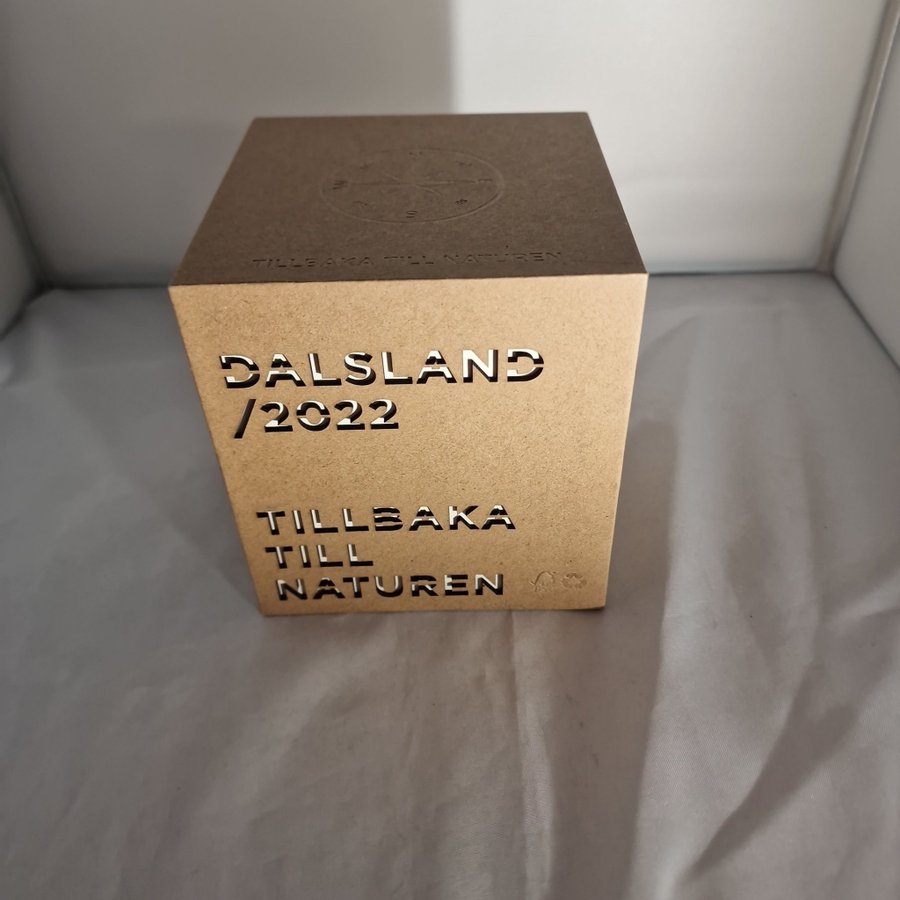 N
W
E
S
TILLBAKA TILL NATUREN
DALSLAND
/2022
TILLBAKA
TILL
NATUREN